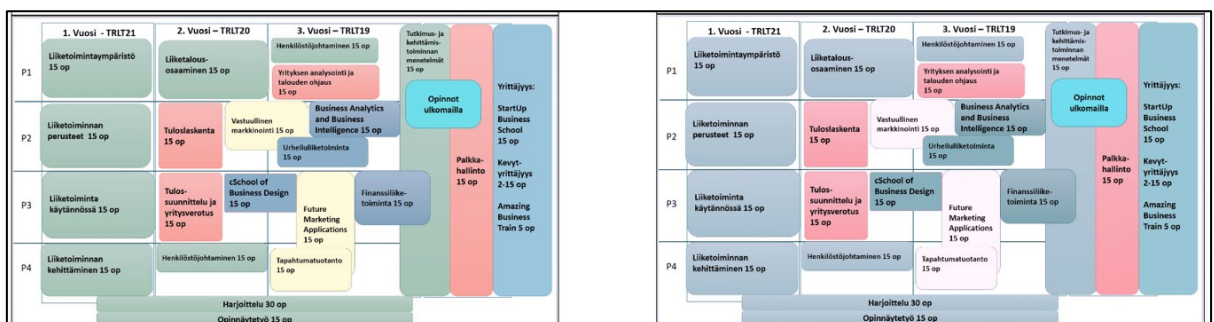 1. Vuosi - TRLT21
2. Vuosi – TRLT20
3. Vuosi – TRLT19
P1
Liiketoimintaympäristö
15 op
Liiketalous-
osaaminen 15 op
Henkilöstöjohtaminen 15 op
Yrityksen analysointi ja
talouden ohjaus
15 op
P2
Liiketoiminnan
perusteet 15 op
Tuloslaskenta
15 op
Vastuullinen
markkinointi 15 op
Business Analytics
and Business
Intelligence 15 op
Urheiluliiketoiminta
15 op
P3
Liiketoiminta
käytännössä 15 op
Tulos-
suunnittelu ja
yritysverotus
15 op
cSchool of
Business Design
15 op
Future
Marketing
Applications
15 op
Finanssiliike-
toiminta 15 op
P4
Liiketoiminnan
kehittäminen 15 op
Henkilöstöjohtaminen 15 op
Tapahtumatuotanto
15 op
Tutkimus- ja
kehittämis-
toiminnan
menetelmät
15 op
Opinnot
ulkomailla
Palkka-
hallinto
15 op
Yrittäjyys:
StartUp
Business
School
15 op
Kevyt-
yrittäjyys
2-15 op
Amazing
Business
Train 5 op
Harjoittelu 30 op
Opinnäytetyö 15 op
1. Vuosi - TRLT21
2. Vuosi – TRLT20
3. Vuosi – TRLT19
P1
Liiketoimintaympäristö
15 op
Liiketalous-
osaaminen 15 op
Henkilöstöjohtaminen 15 op
Yrityksen analysointi ja
talouden ohjaus
15 op
P2
Liiketoiminnan
perusteet 15 op
Tuloslaskenta
15 op
Vastuullinen
markkinointi 15 op
Business Analytics
and Business
Intelligence 15 op
Urheiluliiketoiminta
15 op
P3
Liiketoiminta
käytännössä 15 op
Tulos-
suunnittelu ja
yritysverotus
15 op
cSchool of
Business Design
15 op
Future
Marketing
Applications
15 op
Finanssiliike-
toiminta 15 op
P4
Liiketoiminnan
kehittäminen 15 op
Henkilöstöjohtaminen 15 op
Tapahtumatuotanto
15 op
Tutkimus- ja
kehittämis-
toiminnan
menetelmät
15 op
Opinnot
ulkomailla
Palkka-
hallinto
15 op
Yrittäjyys:
StartUp
Business
School
15 op
Kevyt-
yrittäjyys
2-15 op
Amazing
Business
Train 5 op
Harjoittelu 30 op
Opinnäytetyö 15 op